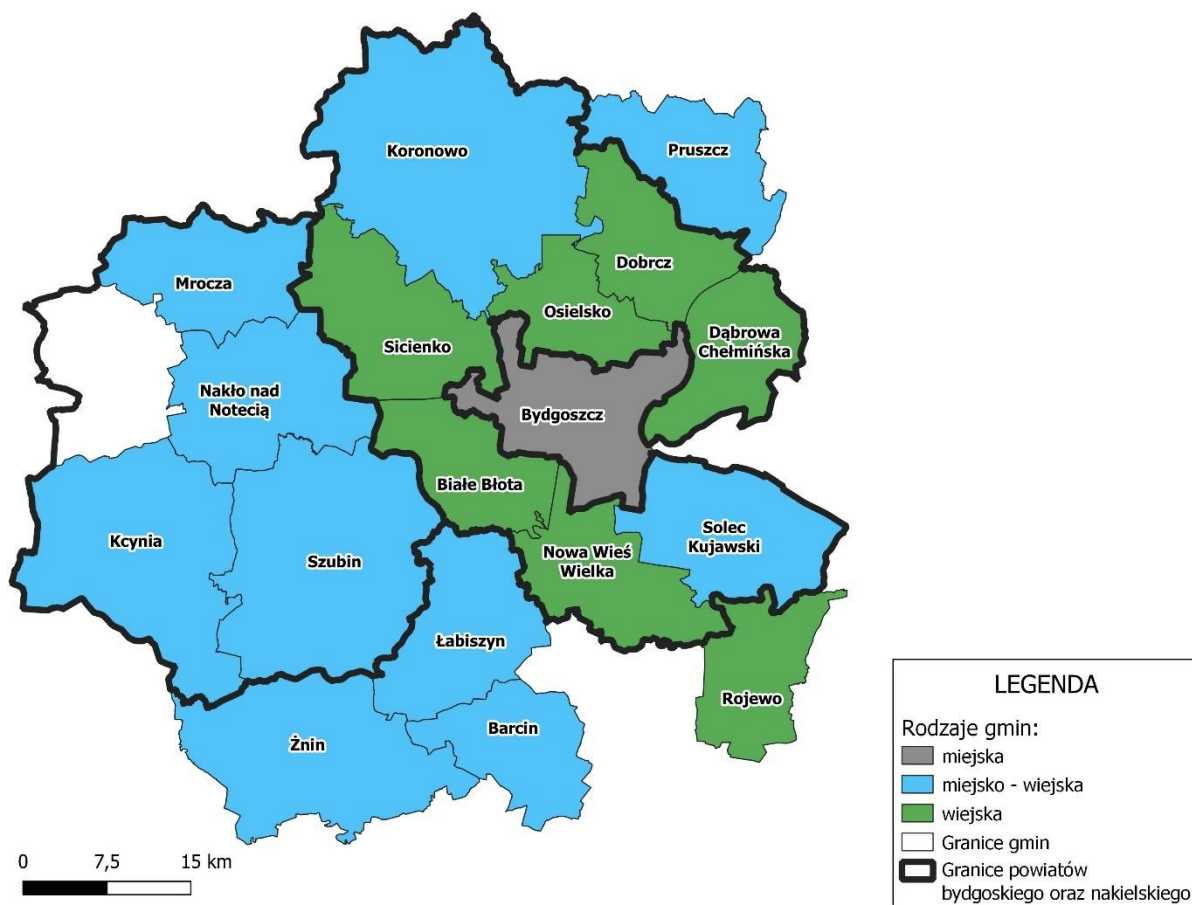 Koronowo
Pruszcz
Mrocza
Dobrcz
Osielsko
Sicienko
Dąbrowa
Chełmińska
Nakło nad
Notecią
Bydgoszcz
Białe Błota
Kcynia
Szubin
Nowa Wieś
Wielka
Solec
Kujawski
Łabiszyn
Rojewo
Żnin
Barcin
0 7,5 15 km
LEGENDA
Rodzaje gmin:
miejska
miejsko - wiejska
wiejska
Granice gmin
Granice powiatów
bydgoskiego oraz nakielskiego